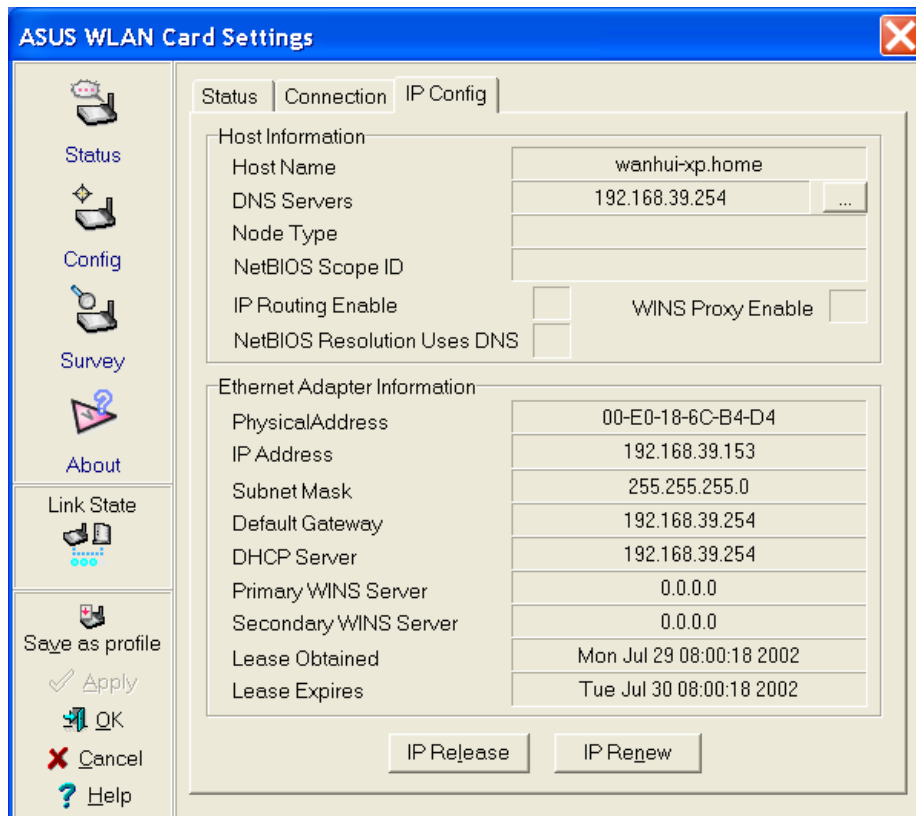 ASUS WLAN Card Settings
Status
Config
Survey
About
Link State
Save as profile
Apply
OK
Cancel
Help
Status Connection IP Config
Host Information
Host Name wanhui-xp.home
DNS Servers 192.168.39.254 ...
Node Type
NetBIOS Scope ID
IP Routing Enable WINS Proxy Enable
NetBIOS Resolution Uses DNS
Ethernet Adapter Information
PhysicalAddress 00-E0-18-6C-B4-D4
IP Address 192.168.39.153
Subnet Mask 255.255.255.0
Default Gateway 192.168.39.254
DHCP Server 192.168.39.254
Primary WINS Server 0.0.0.0
Secondary WINS Server 0.0.0.0
Lease Obtained Mon Jul 29 08:00:18 2002
Lease Expires Tue Jul 30 08:00:18 2002
IP Release IP Renew